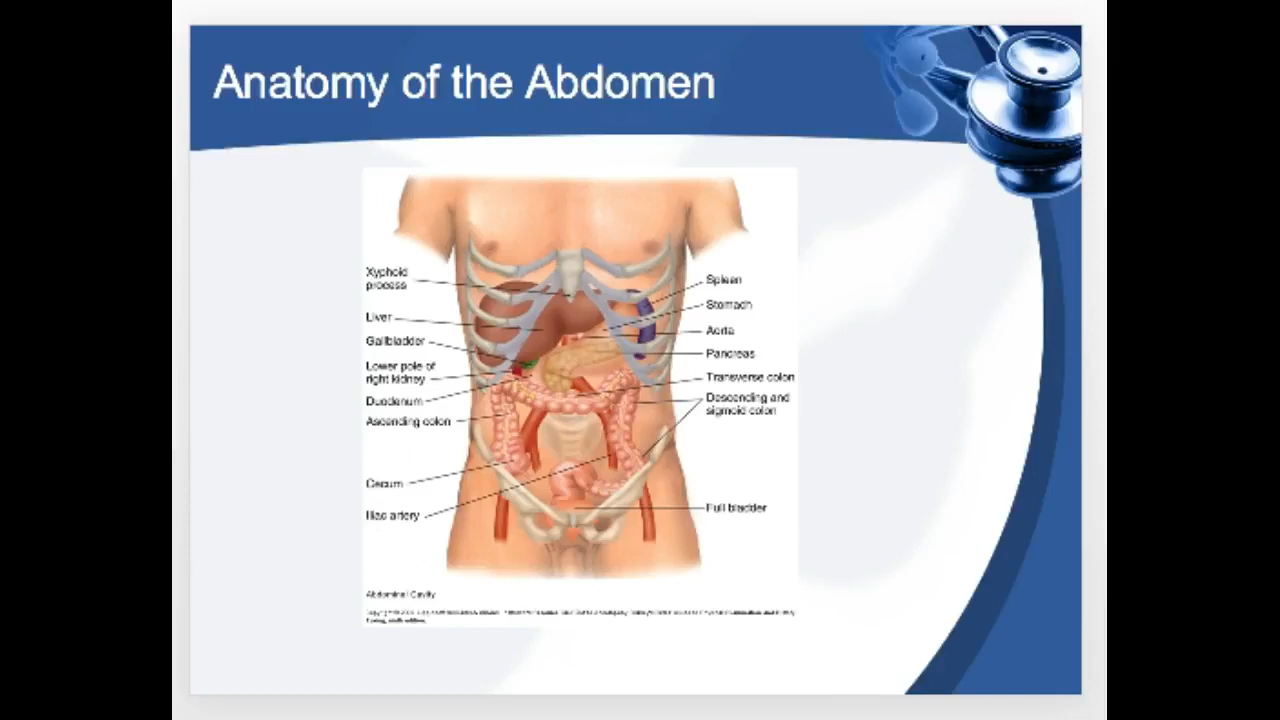 Anatomy of the Abdomen
Xyphoid
process
Liver
Gallbladder
Lower pole of
right kidney
Duodenum
Ascending colon
Cecum
Iliac artery
Spleen
Stomach
Aorta
Pancreas
Transverse colon
Descending and
sigmoid colon
Full bladder
Abdominal Cavity